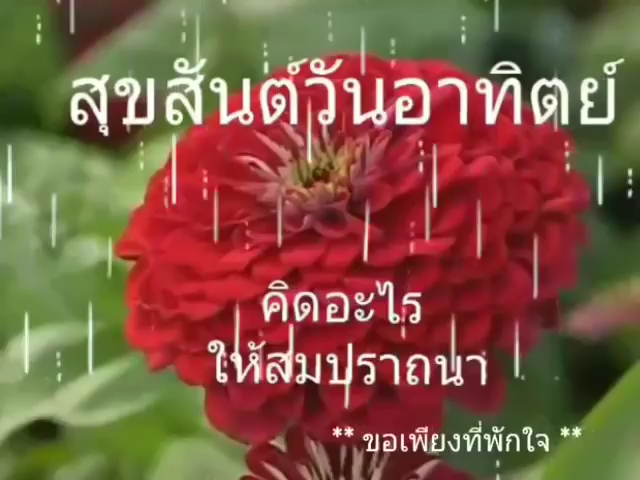 สุขสันต์วันอาทิตย์
คิดอะไร
ให้สมปราถนา
** ขอเพียงที่พักใจ **